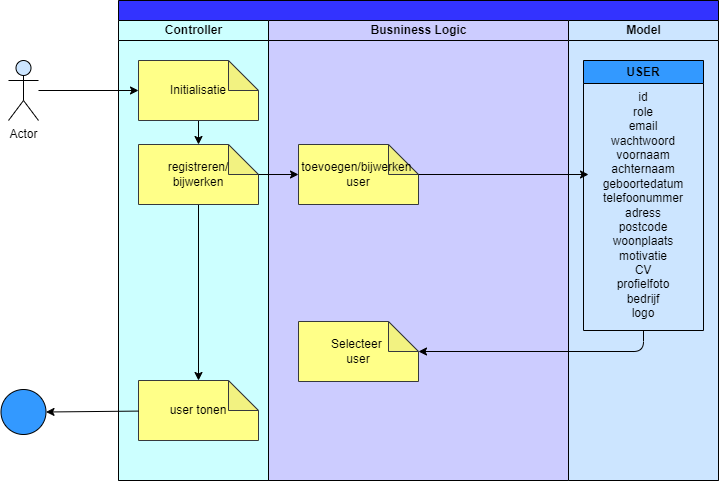 Controller
Busniness Logic
Model
Actor
Initialisatie
registreren/
bijwerken
toevoegen/bijwerken
user
USER
id
role
email
wachtwoord
voornaam
achternaam
geboortedatum
telefoonummer
adress
postcode
woonplaats
motivatie
CV
profielfoto
bedrijf
logo
Selecteer
user
user tonen